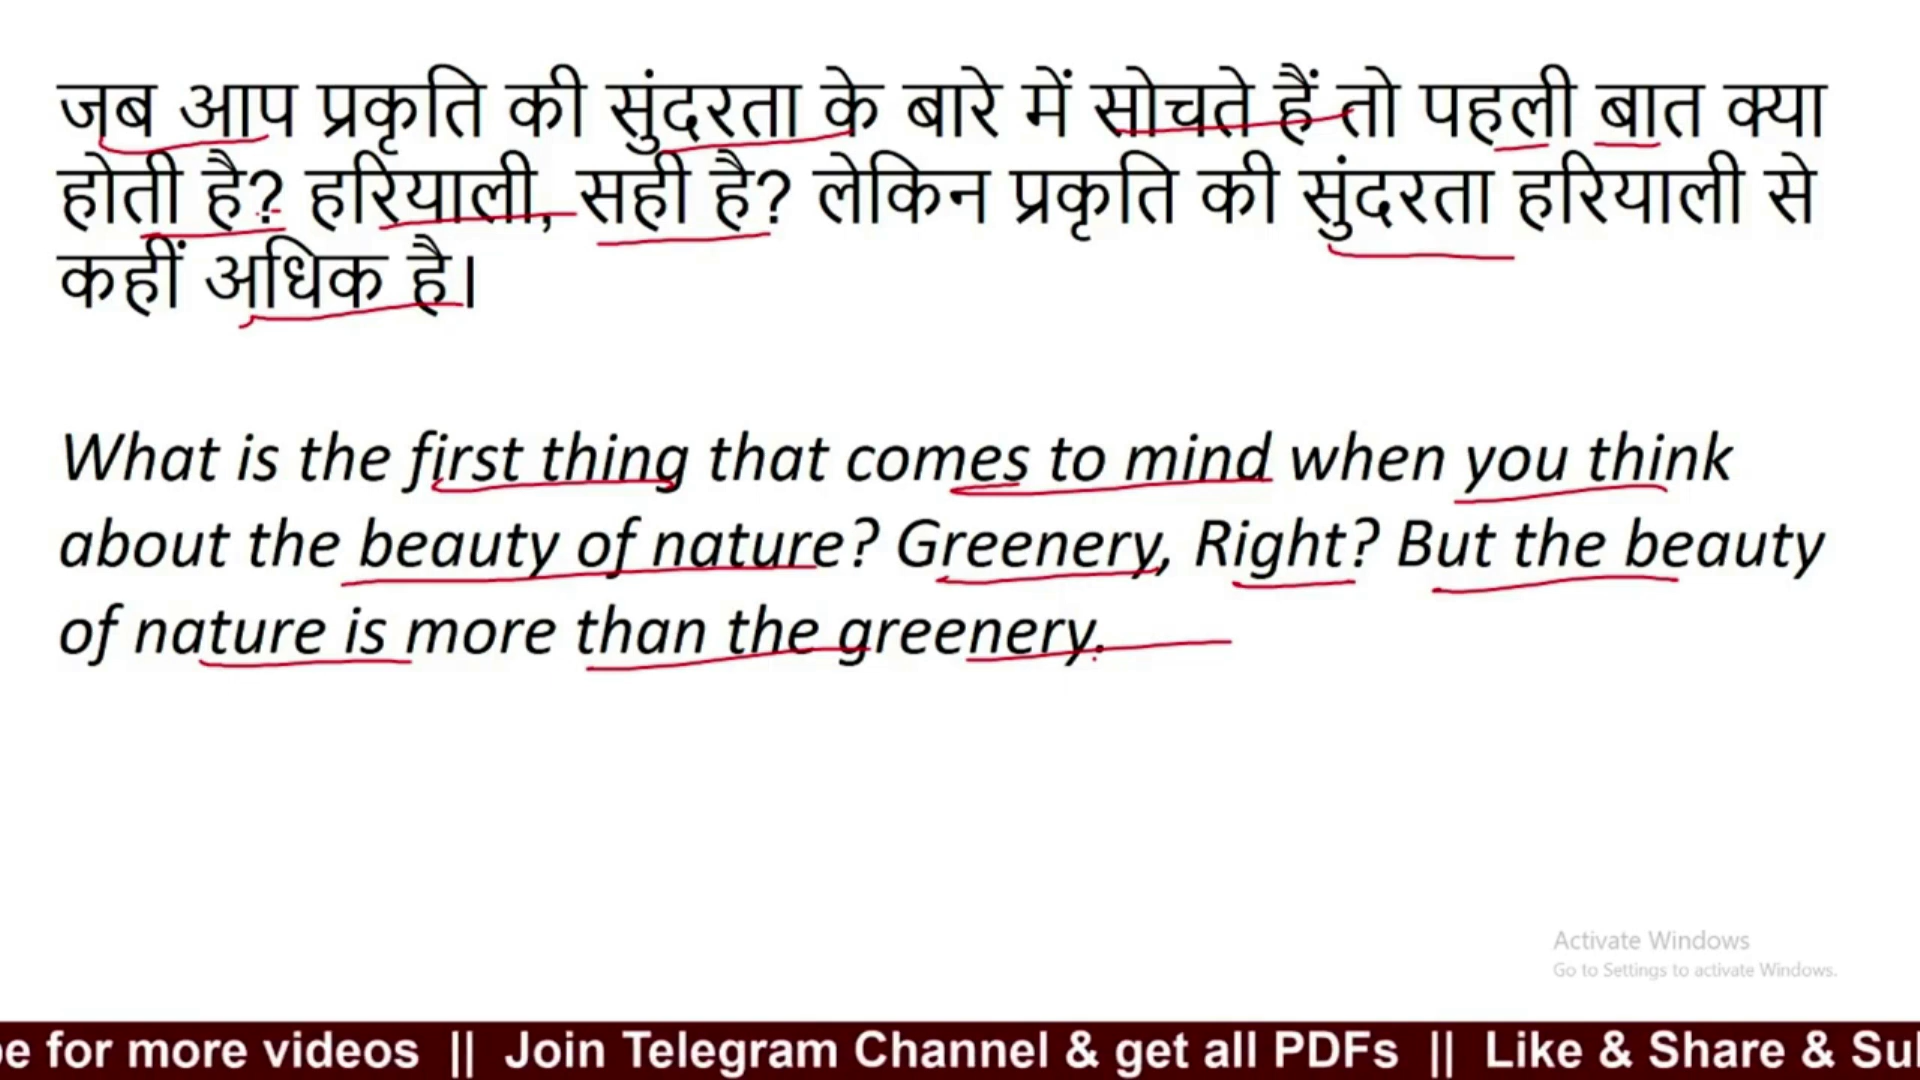 जब आप प्रकृति की सुंदरता के बारे में सोचते हैं तो पहली बात क्या
होती है? हरियाली, सही है? लेकिन प्रकृति की सुंदरता हरियाली से
कहीं अधिक है।
What is the first thing that comes to mind when you think
about the beauty of nature? Greenery, Right? But the beauty
of nature is more than the greenery.
Activate Windows
Go to Settings to activate Windows.
be for more videos || Join Telegram Channel & get all PDFs || Like & Share & Su